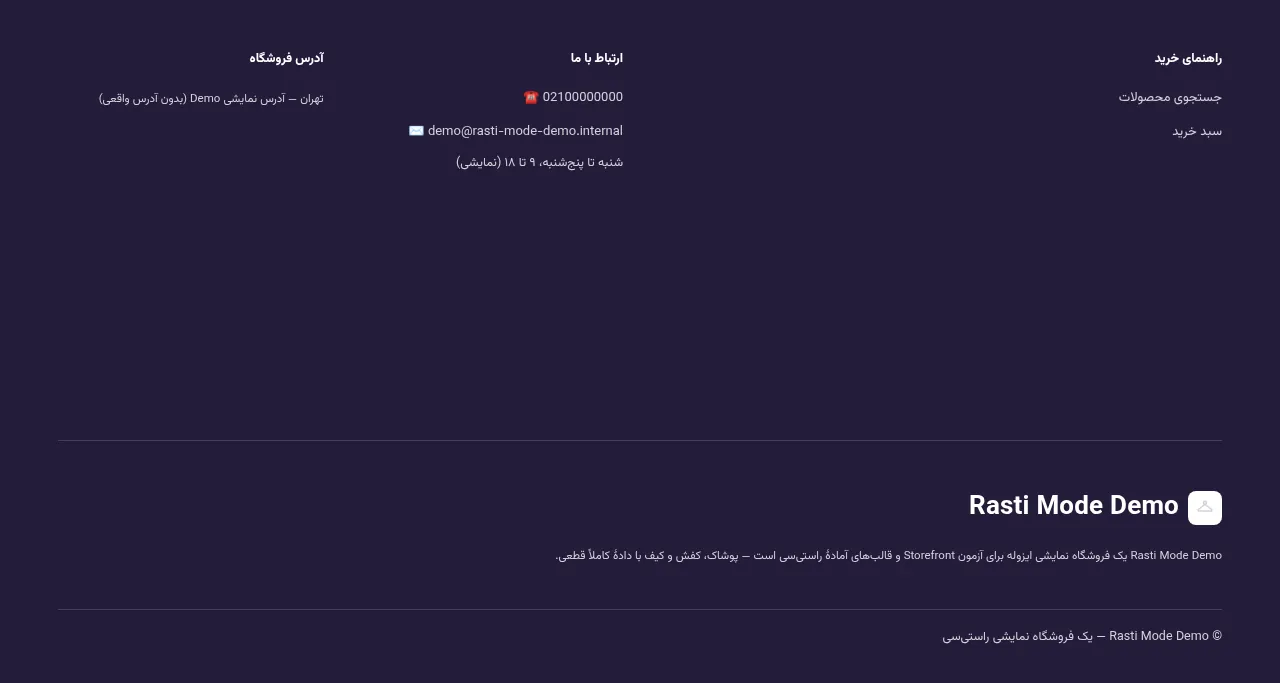 راهنمای خرید
جستجوی محصولات
سبد خرید
ارتباط با ما
☎️ 02100000000
✉️ demo@rasti-mode-demo.internal
شنبه تا پنج‌شنبه، ۹ تا ۱۸ (نمایشی)
آدرس فروشگاه
تهران — آدرس نمایشی Demo (بدون آدرس واقعی)
Rasti Mode Demo
Rasti Mode Demo یک فروشگاه نمایشی ایزوله برای آزمون Storefront و قالب‌های آمادهٔ راستی‌سی است — پوشاک، کفش و کیف با دادهٔ کاملاً قطعی.
© Rasti Mode Demo — یک فروشگاه نمایشی راستی‌سی